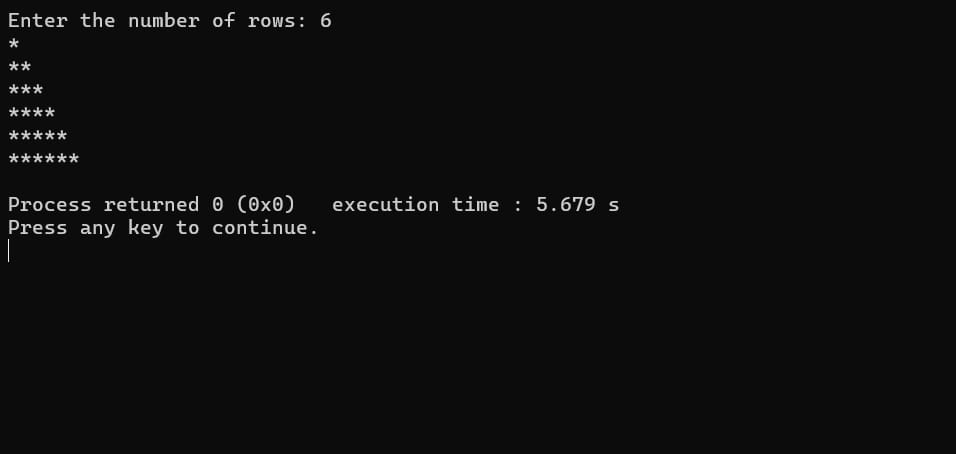 Enter the number of rows: 6
*
**
***
****
*****
******
Process returned 0 (0x0)   execution time : 5.679 s
Press any key to continue.